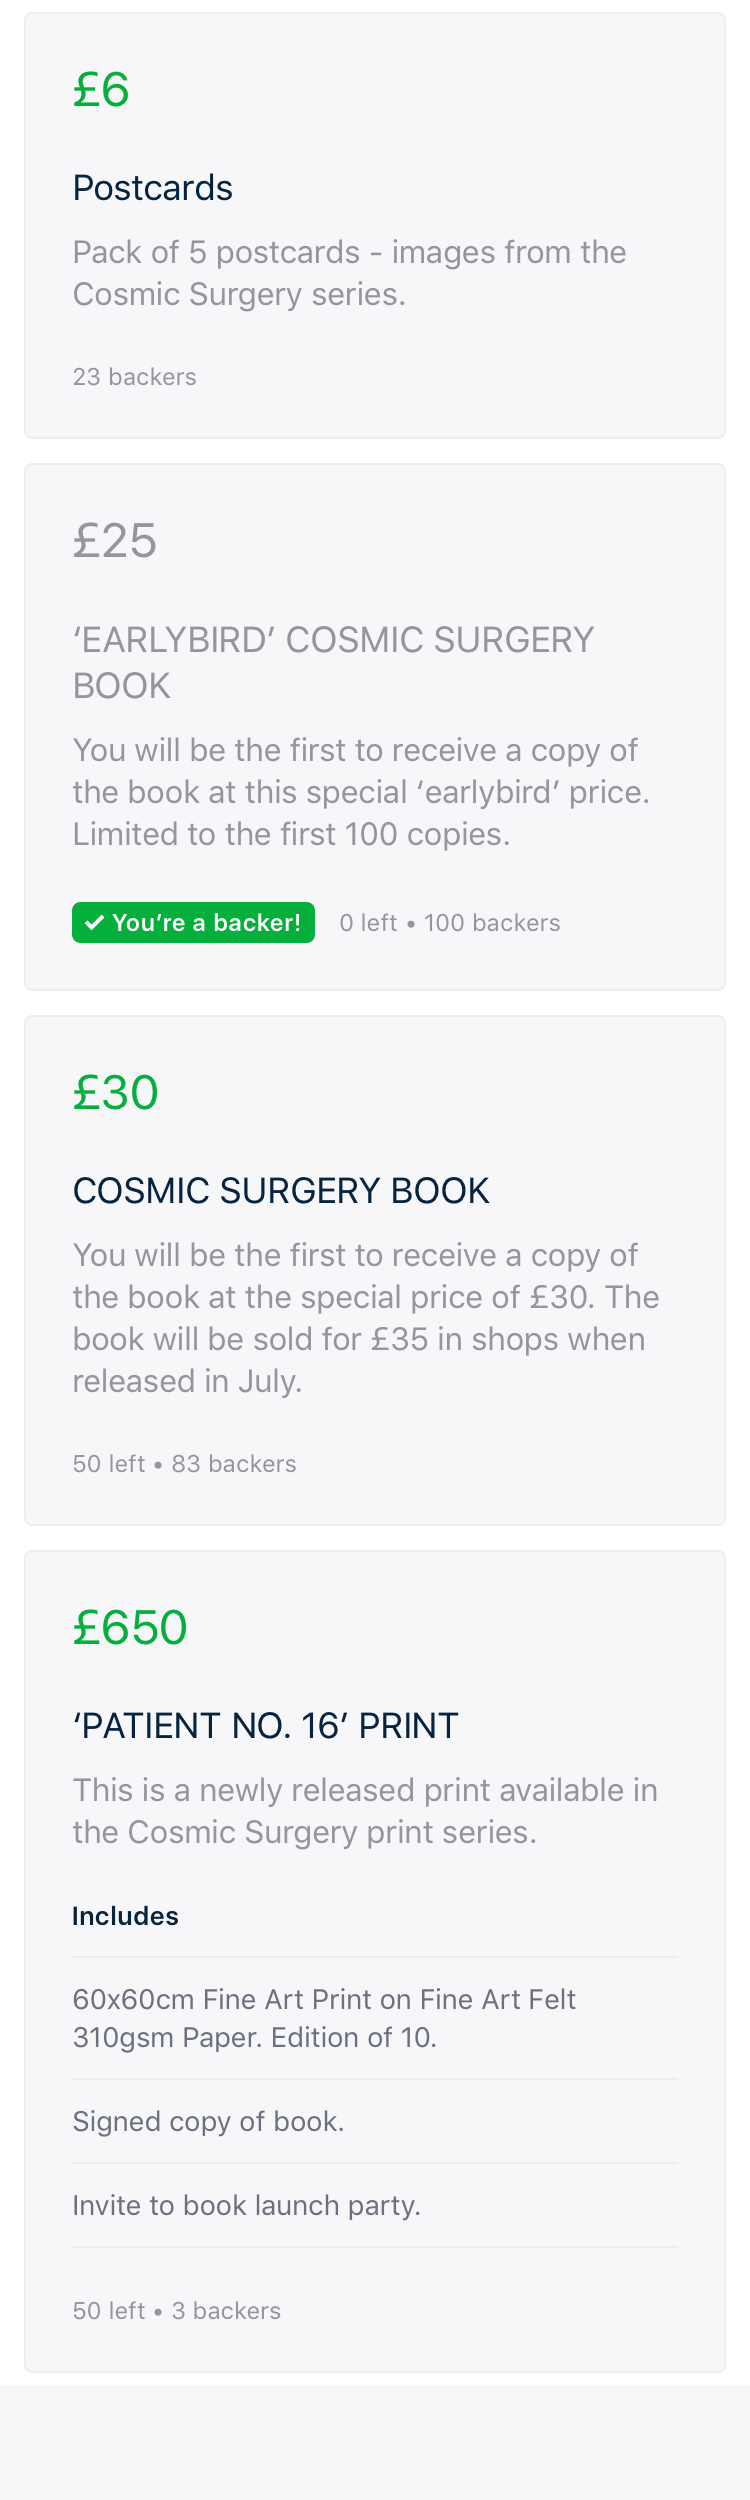 £6
Postcards
Pack of 5 postcards - images from the
Cosmic Surgery series.
23 backers
£25
‘EARLYBIRD’ COSMIC SURGERY
BOOK
You will be the first to receive a copy of
the book at this special ‘earlybird’ price.
Limited to the first 100 copies.
You’re a backer! 0 left • 100 backers
£30
COSMIC SURGERY BOOK
You will be the first to receive a copy of
the book at the special price of £30. The
book will be sold for £35 in shops when
released in July.
50 left • 83 backers
£650
‘PATIENT NO. 16’ PRINT
This is a newly released print available in
the Cosmic Surgery print series.
Includes
60x60cm Fine Art Print on Fine Art Felt
310gsm Paper. Edition of 10.
Signed copy of book.
Invite to book launch party.
50 left • 3 backers